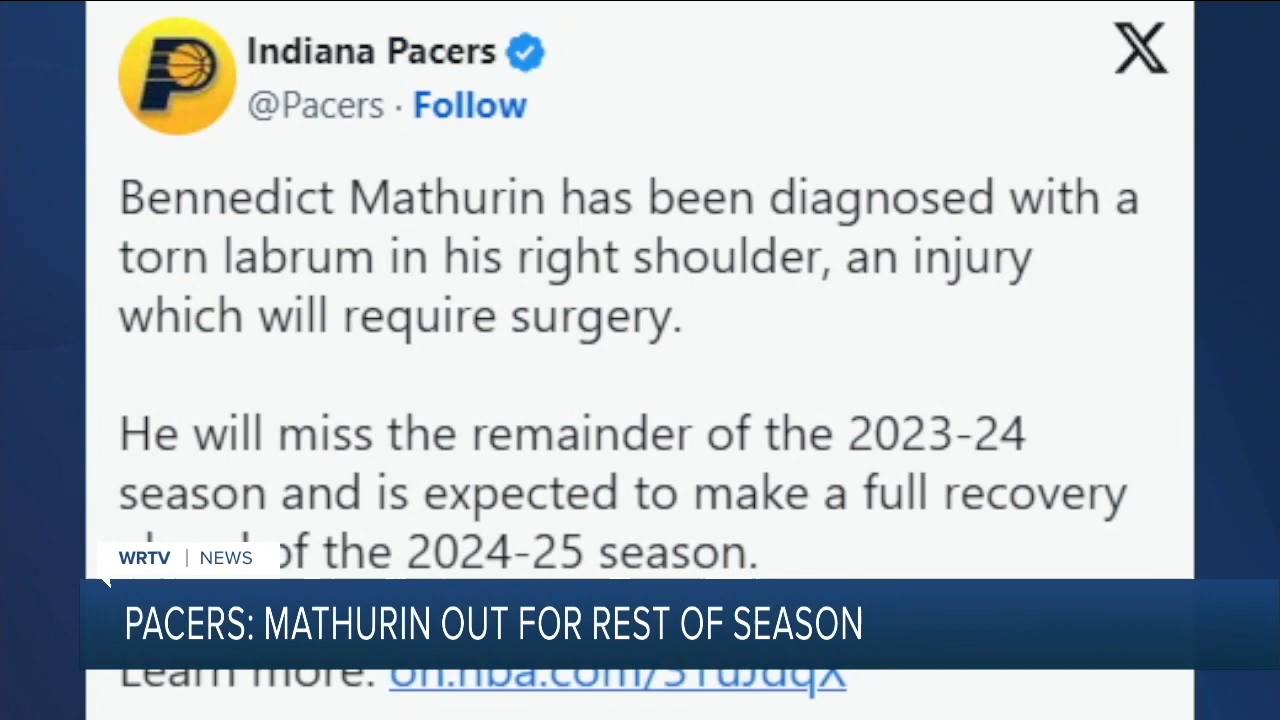 Indiana Pacers
@Pacers · Follow
Bennedict Mathurin has been diagnosed with a
torn labrum in his right shoulder, an injury
which will require surgery.
He will miss the remainder of the 2023-24
season and is expected to make a full recovery
of the 2024-25 season.
WRTV | NEWS
PACERS: MATHURIN OUT FOR REST OF SEASON
Learn more: